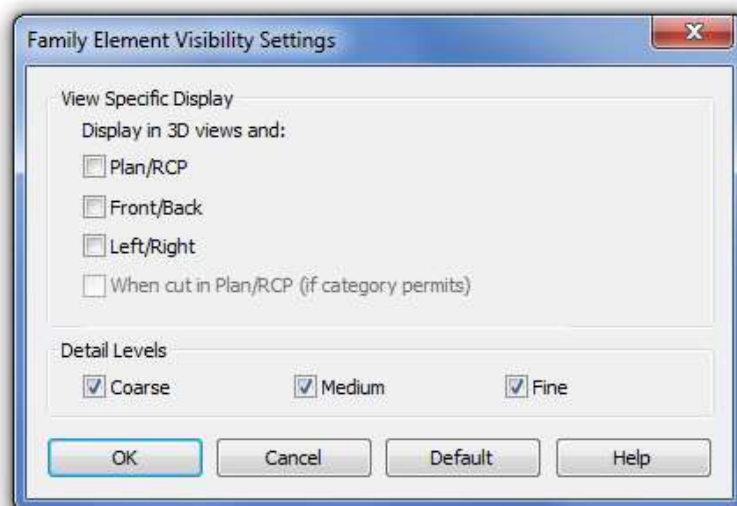 Family Element Visibility Settings
View Specific Display
Display in 3D views and:
Plan/RCP
Front/Back
Left/Right
When cut in Plan/RCP (if category permits)
Detail Levels
Coarse Medium Fine
OK Cancel Default Help